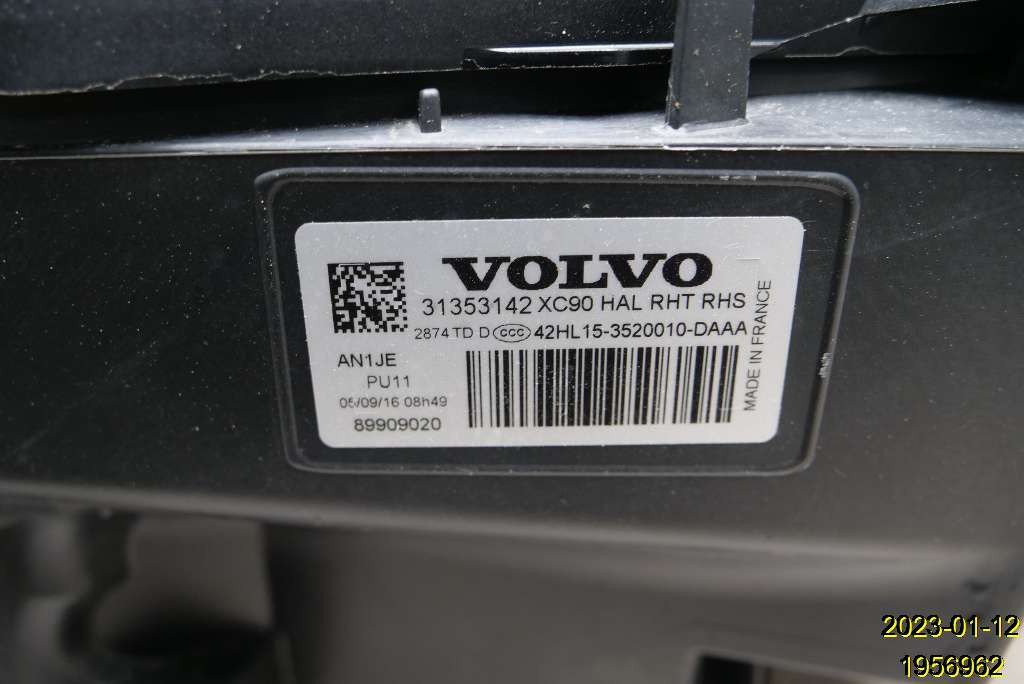 VOLVO
31353142 XC90 HAL RHT RHS
2874 TD D CCC 42HL15-3520010-DAAA
AN1JE
PU11
05/09/16 08h49
89909020
MADE IN FRANCE
2023-01-12
1956962